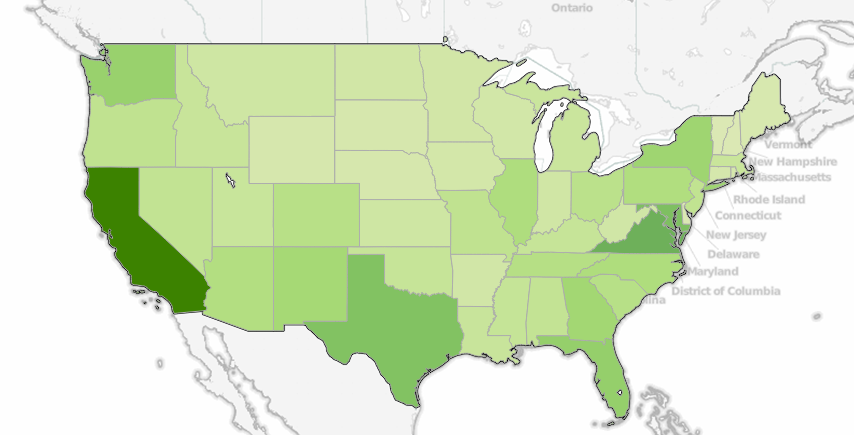 Ontario
Vermont
New Hampshire
Massachusetts
Rhode Island
Connecticut
New Jersey
Delaware
Maryland
District of Columbia